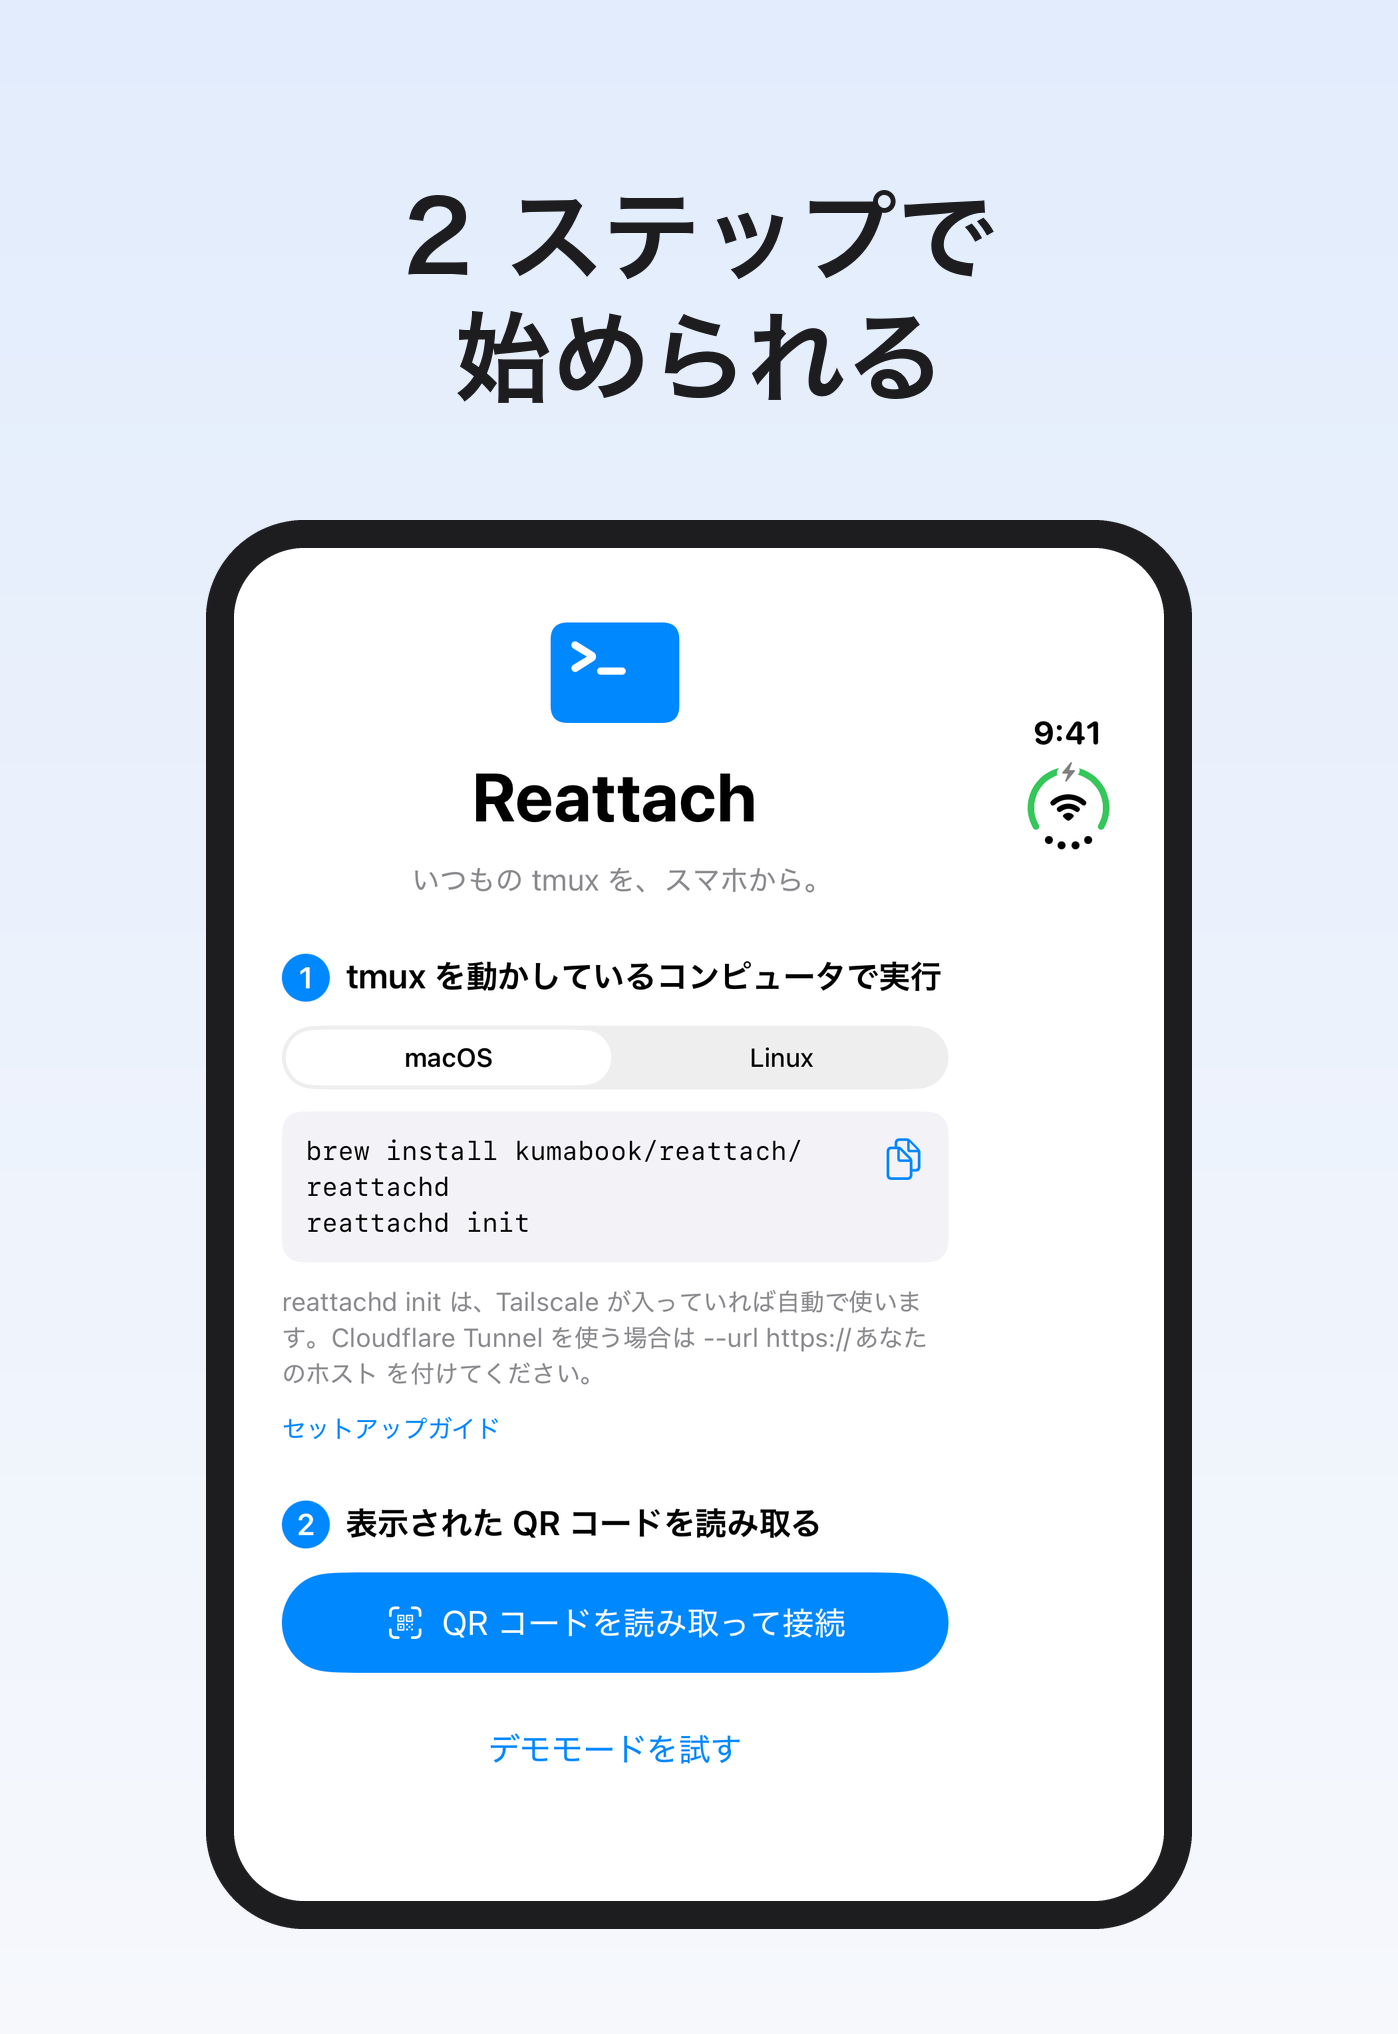 2 ステップで
始められる
>_
9:41
Reattach
いつもの tmux を、スマホから。
1 tmux を動かしているコンピュータで実行
macOS Linux
brew install kumabook/reattach/
reattachd
reattachd init
reattachd init は、Tailscale が入っていれば自動で使いま
す。Cloudflare Tunnel を使う場合は --url https://あなた
のホスト を付けてください。
セットアップガイド
2 表示された QR コードを読み取る
QR コードを読み取って接続
デモモードを試す